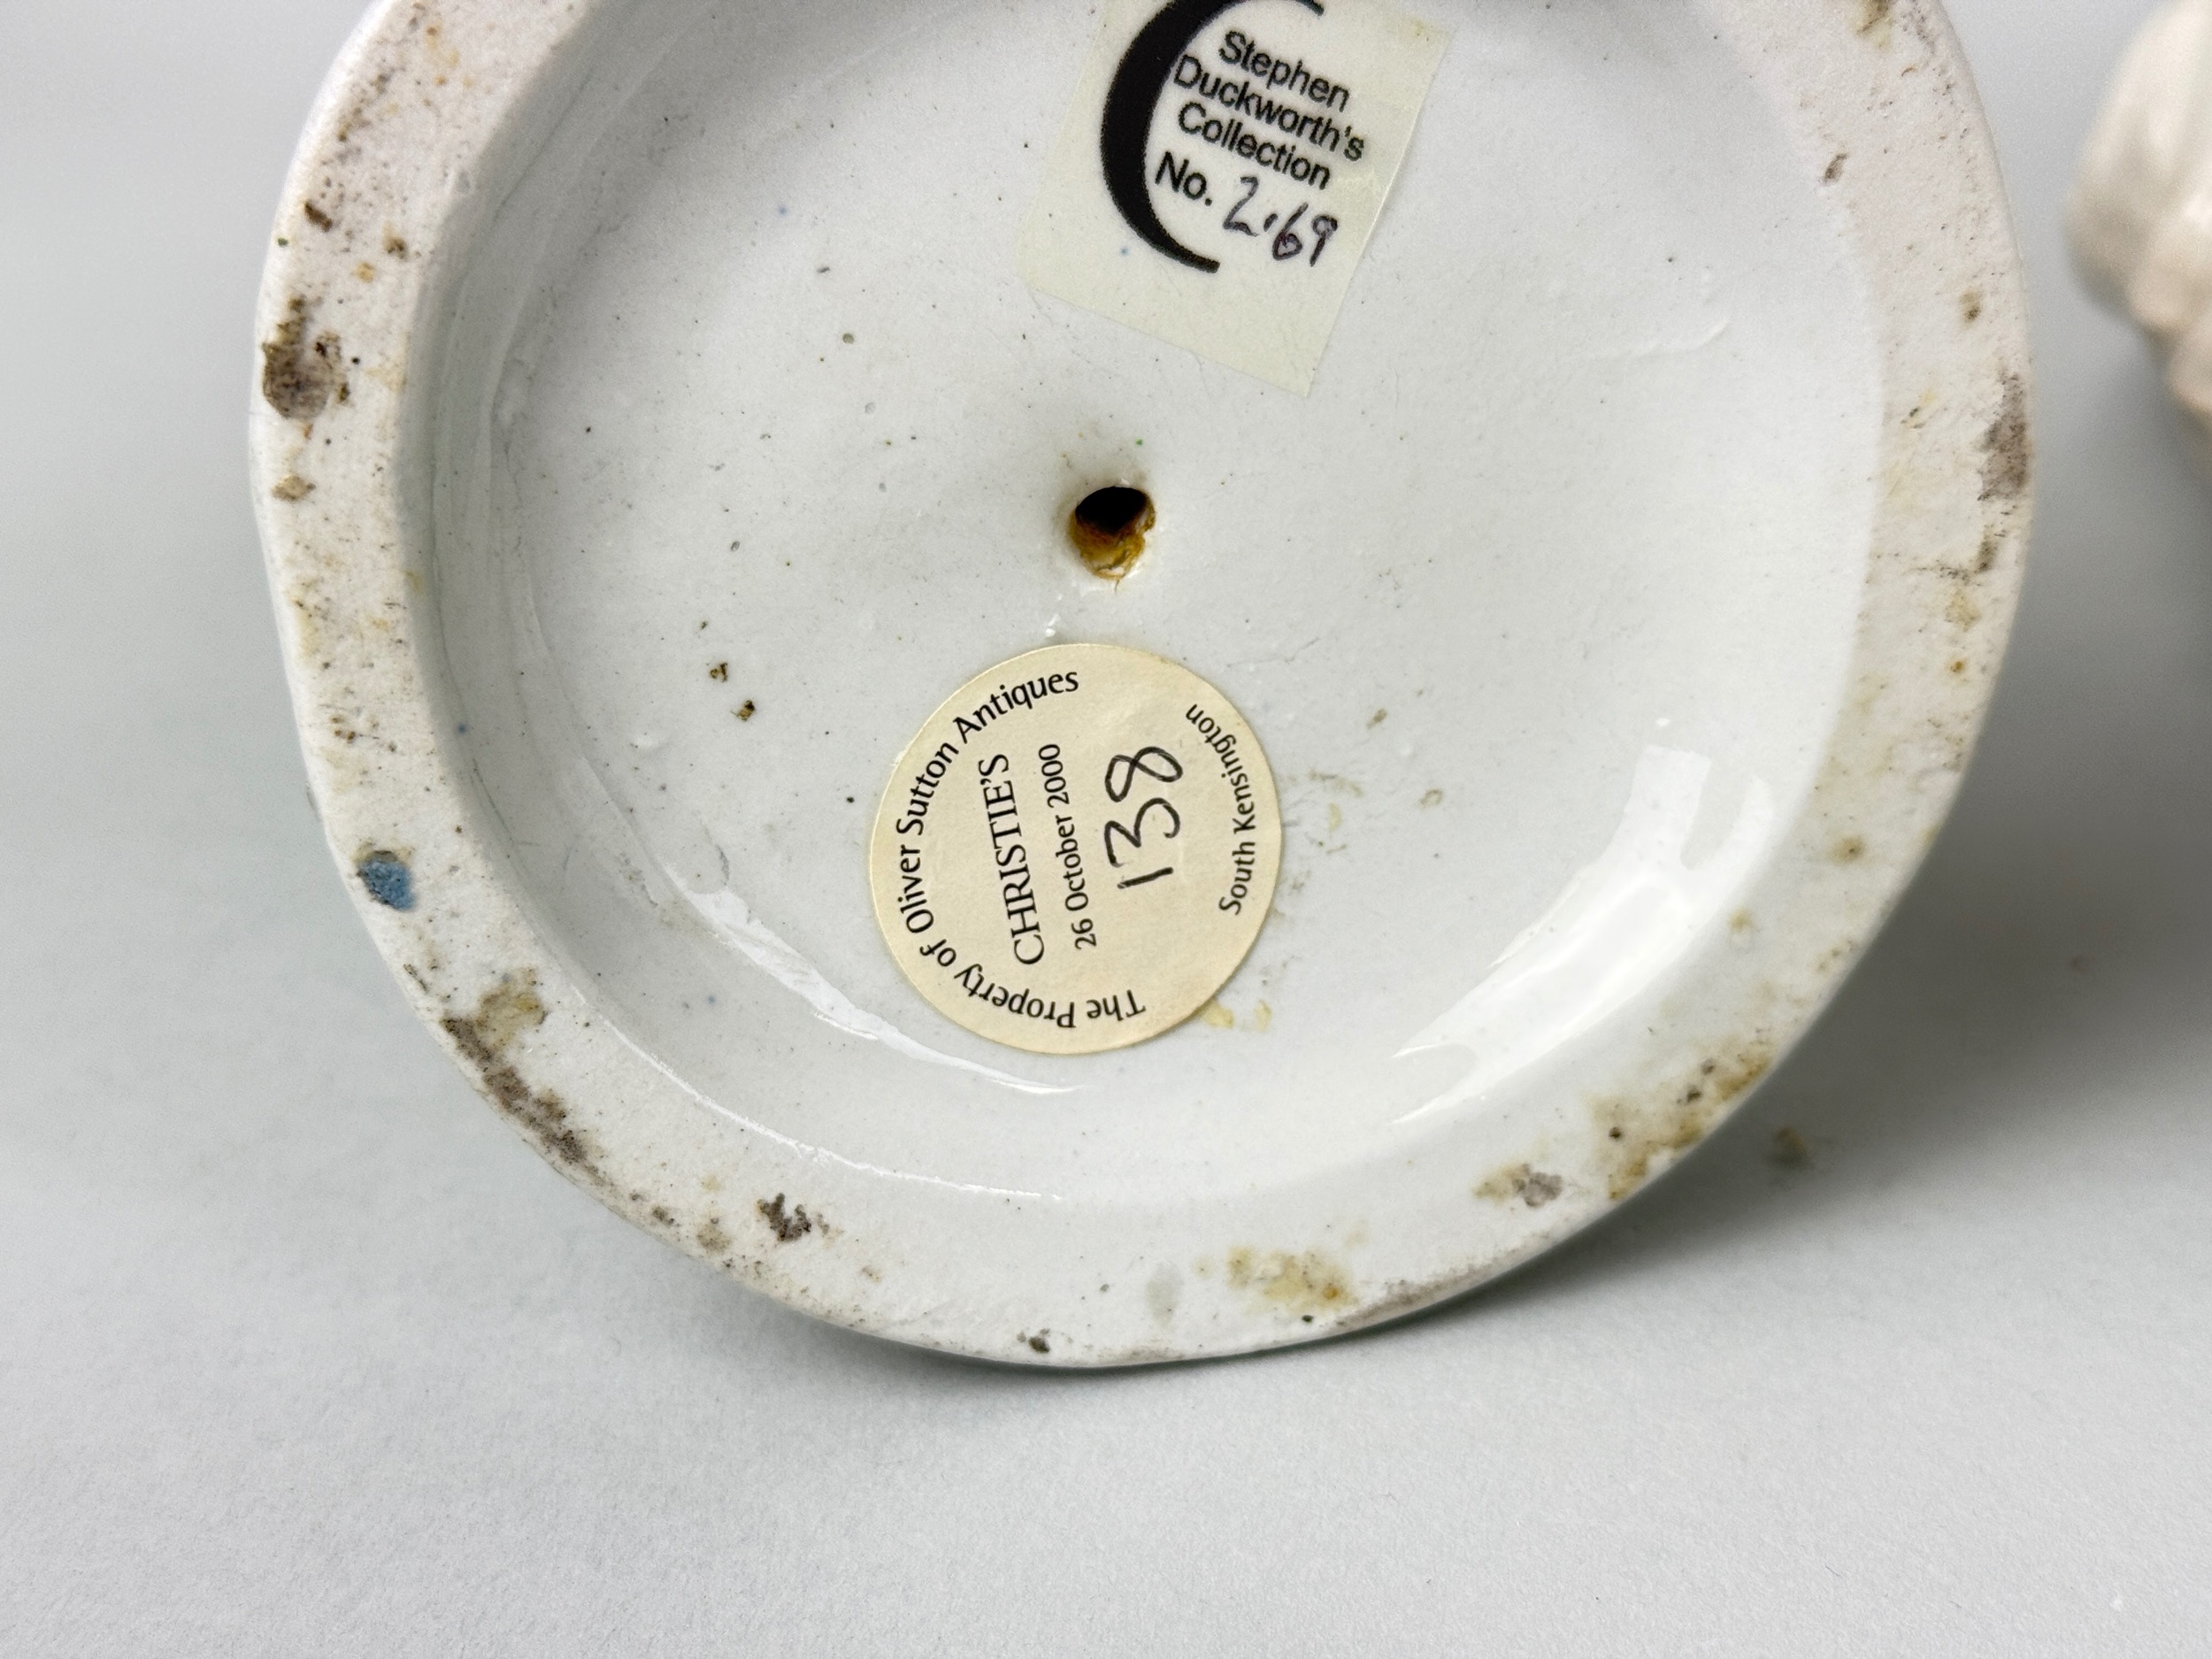 Stephen
Duckworth's
Collection
No. 2.69
The Property of Oliver Sutton Antiques
CHRISTIE'S
26 October 2000
138
South Kensington